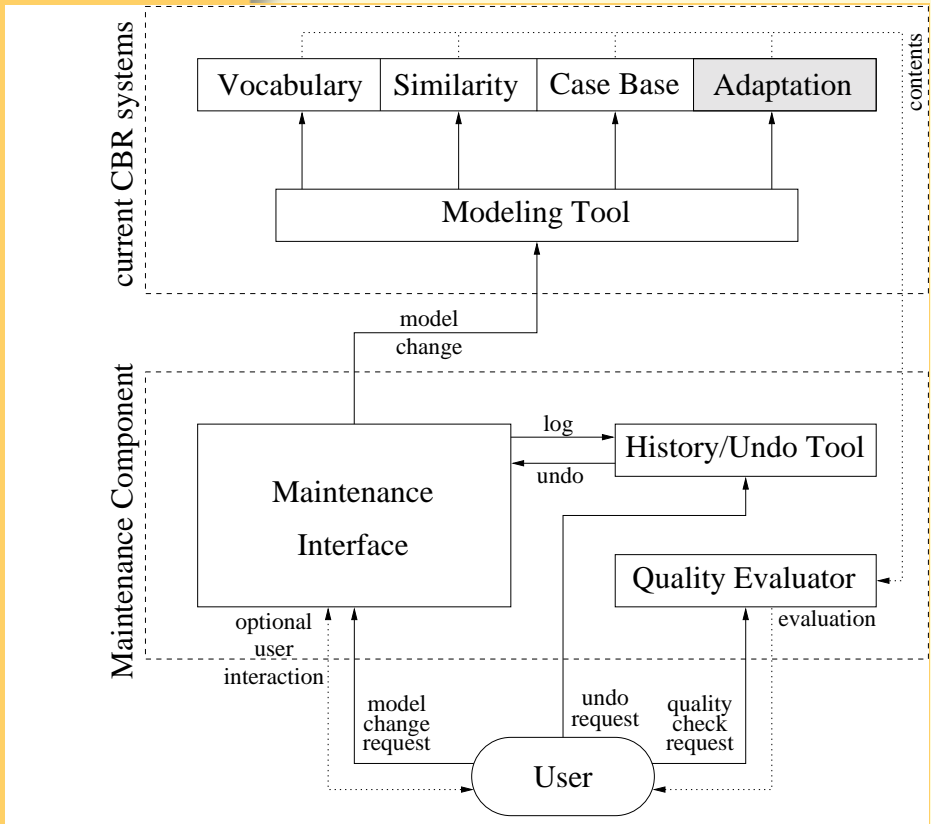 current CBR systems
Vocabulary
Similarity
Case Base
Adaptation
contents
Modeling Tool
model
change
Maintenance Component
Maintenance
Interface
log
undo
History/Undo Tool
Quality Evaluator
evaluation
optional
user
interaction
model
change
request
undo
request
quality
check
request
User